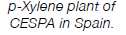 p-Xylene plant of
CESPA in Spain.